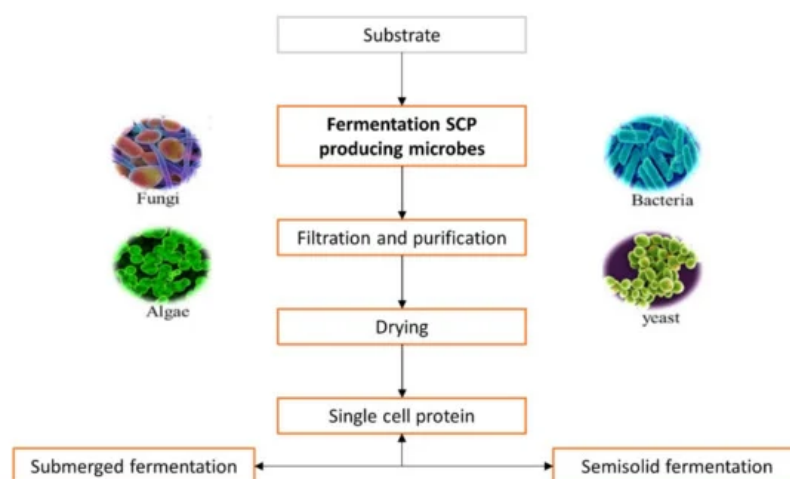 Substrate
Fermentation SCP
producing microbes
Fungi
Bacteria
Filtration and purification
Algae
yeast
Drying
Single cell protein
Submerged fermentation
Semisolid fermentation